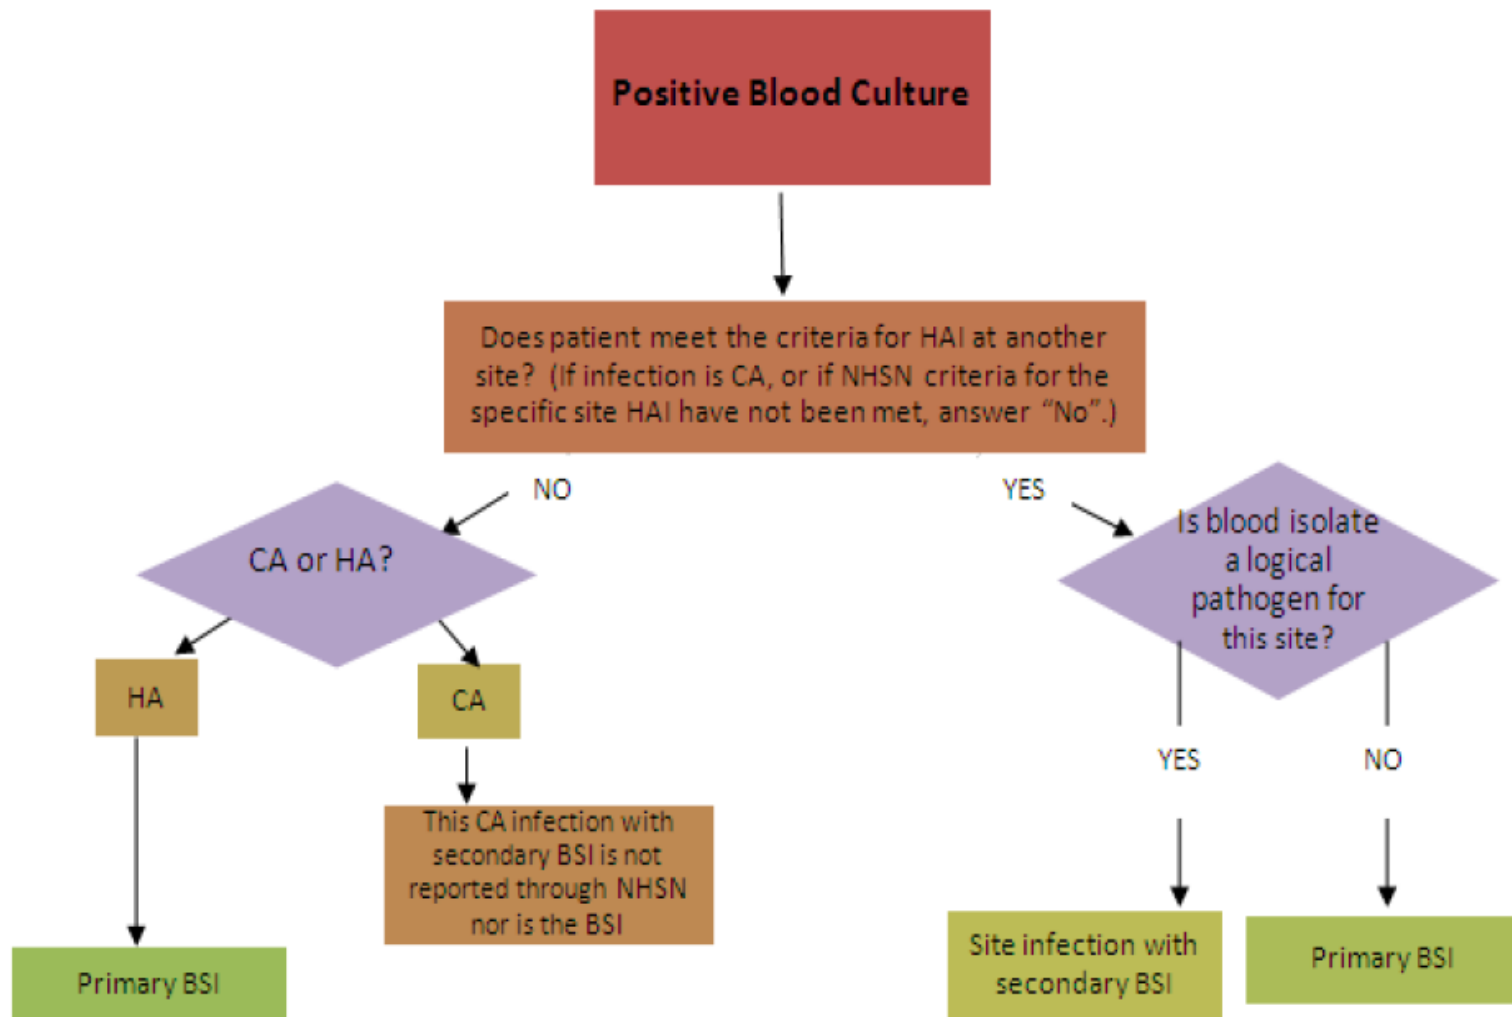 Positive Blood Culture
Does patient meet the criteria for HAI at another
site? (If infection is CA, or if NHSN criteria for the
specific site HAI have not been met, answer “No”.)
NO
YES
CA or HA?
Is blood isolate
a logical
pathogen for
this site?
HA
CA
YES
NO
This CA infection with
secondary BSI is not
reported through NHSN
nor is the BSI
Primary BSI
Site infection with
secondary BSI
Primary BSI